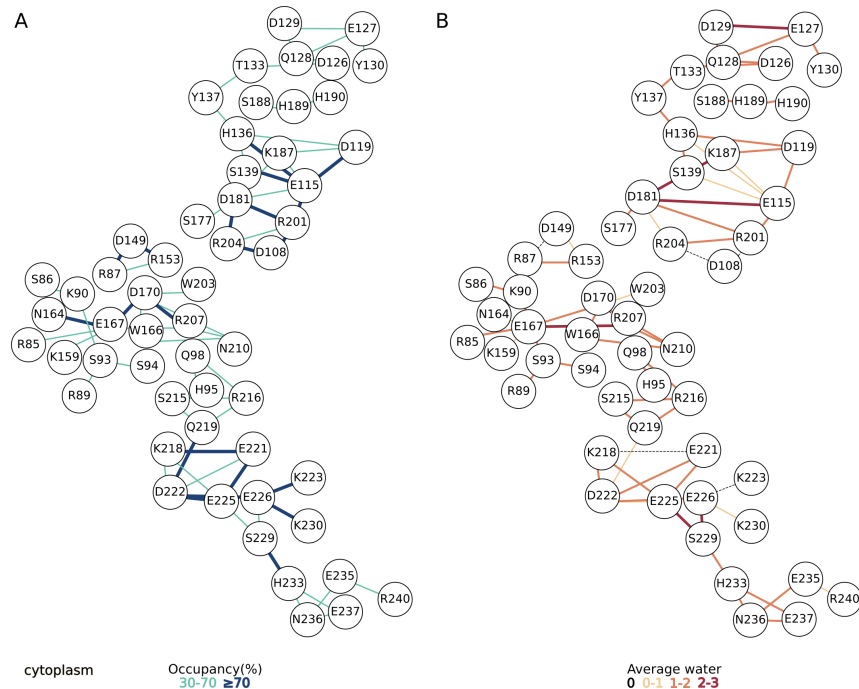 A
B
D129
E127
Q128
D126
Y130
T133
Y137
S188
H189
H190
H136
K187
D119
S139
E115
D181
S177
R201
R204
D108
D149
R87
R153
S86
K90
D170
W203
N164
E167
R207
W166
R85
K159
N210
S93
S94
Q98
R89
H95
S215
R216
Q219
K218
E221
K223
D222
E225
E226
K230
S229
H233
E235
R240
N236
E237
D129
E127
Q128
D126
Y130
T133
Y137
S188
H189
H190
H136
K187
D119
S139
D181
E115
S177
R204
R201
D108
D149
R87
R153
S86
K90
D170
W203
N164
E167
R207
W166
R85
K159
N210
S93
S94
Q98
R89
H95
S215
R216
Q219
K218
E221
K223
D222
E225
E226
K230
S229
H233
E235
R240
N236
E237
cytoplasm
Occupancy(%)
30-70 ≥70
Average water
0 0-1 1-2 2-3